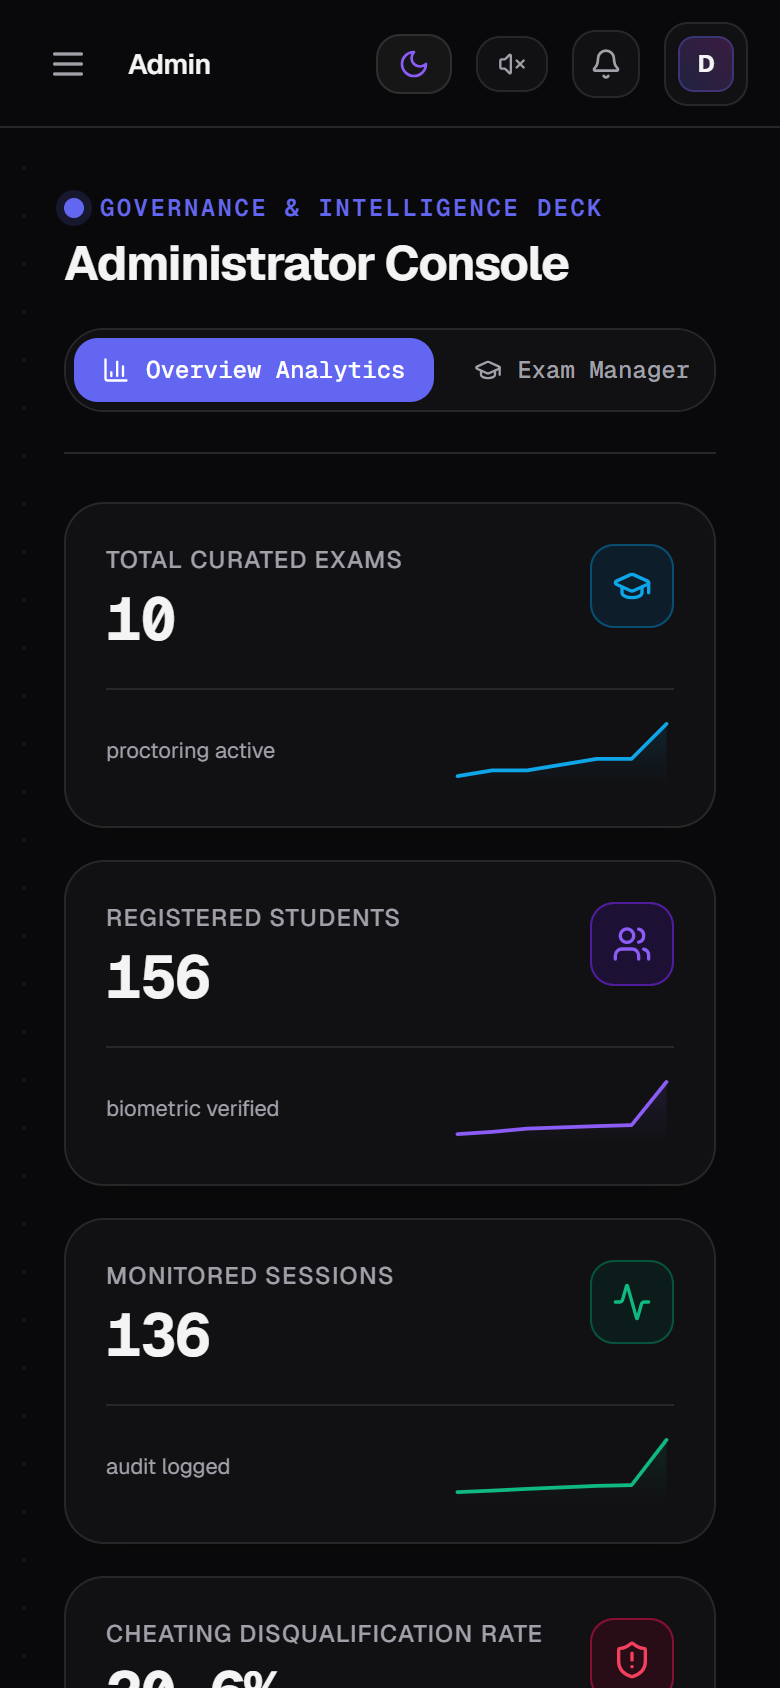 Admin
D
GOVERNANCE & INTELLIGENCE DECK
Administrator Console
Overview Analytics
Exam Manager
TOTAL CURATED EXAMS
10
proctoring active
REGISTERED STUDENTS
156
biometric verified
MONITORED SESSIONS
136
audit logged
CHEATING DISQUALIFICATION RATE